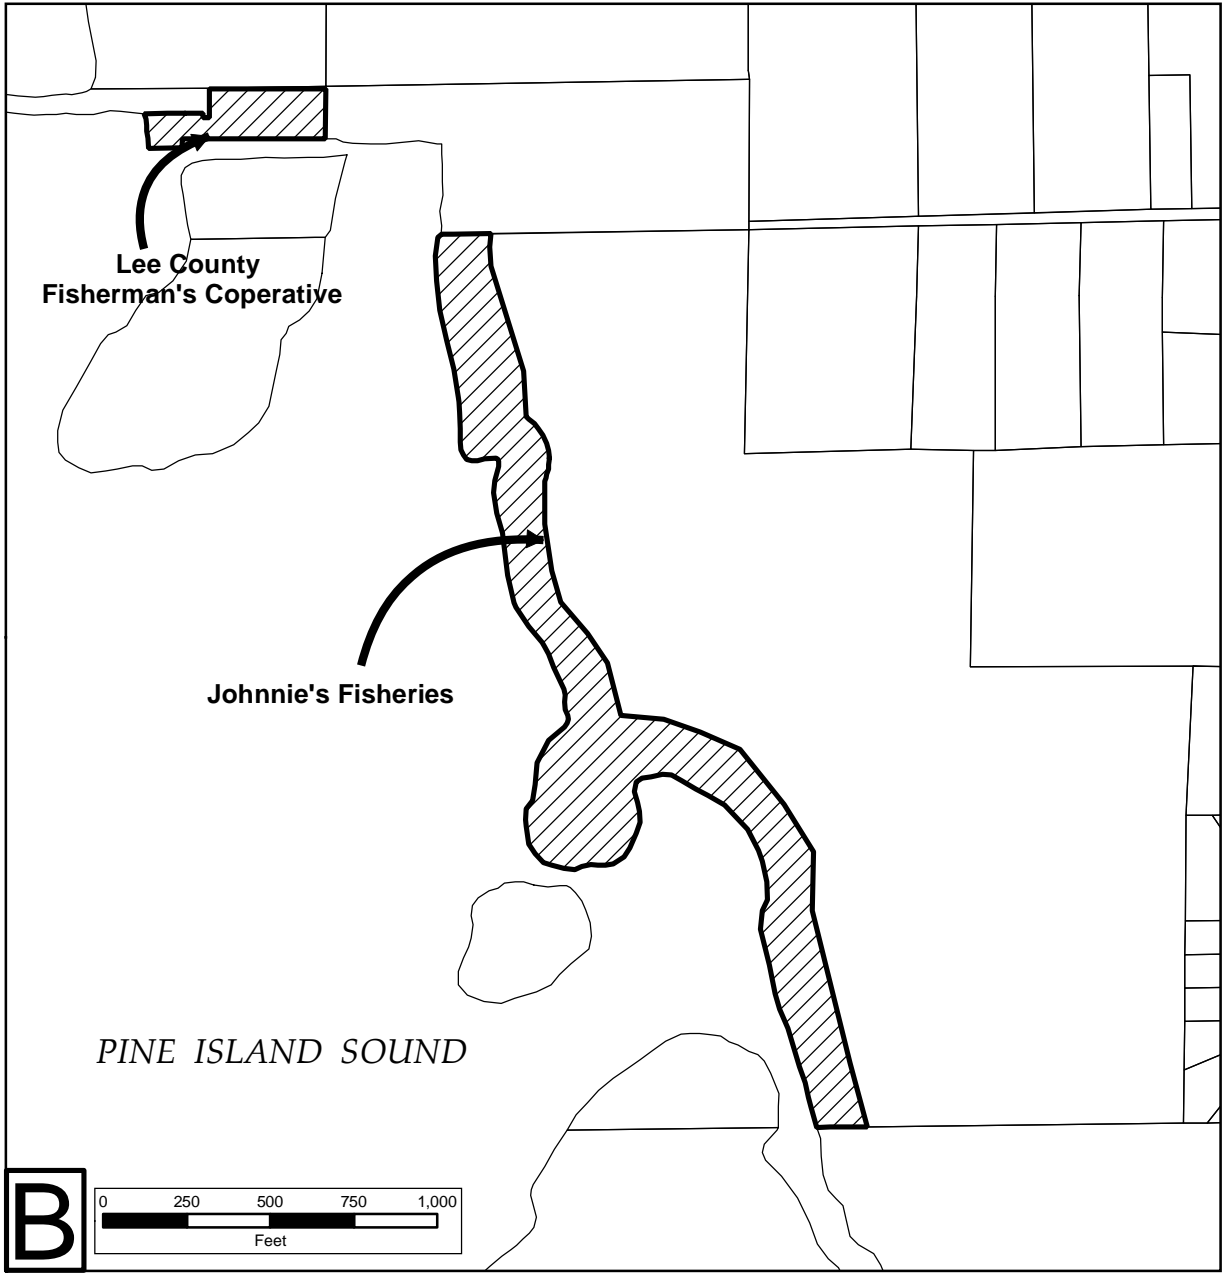 Lee County
Fisherman's Coperative
Johnnie's Fisheries
PINE ISLAND SOUND
B
0 250 500 750 1,000
Feet